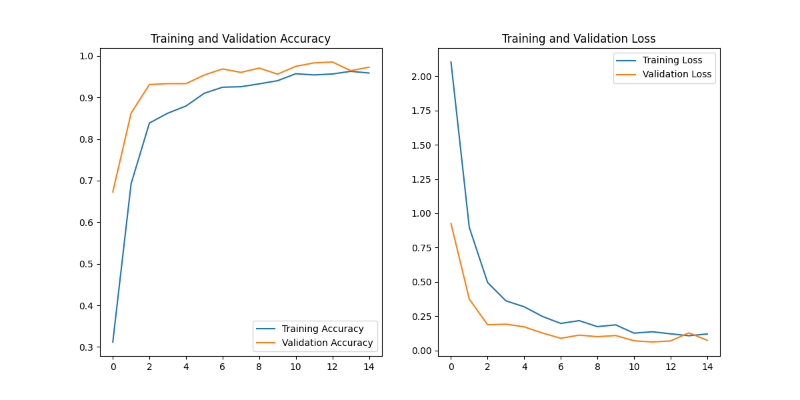 Training and Validation Accuracy
1.0
0.9
0.8
0.7
0.6
0.5
0.4
0.3
0 2 4 6 8 10 12 14
Training Accuracy
Validation Accuracy
Training and Validation Loss
2.00
1.75
1.50
1.25
1.00
0.75
0.50
0.25
0.00
0 2 4 6 8 10 12 14
Training Loss
Validation Loss